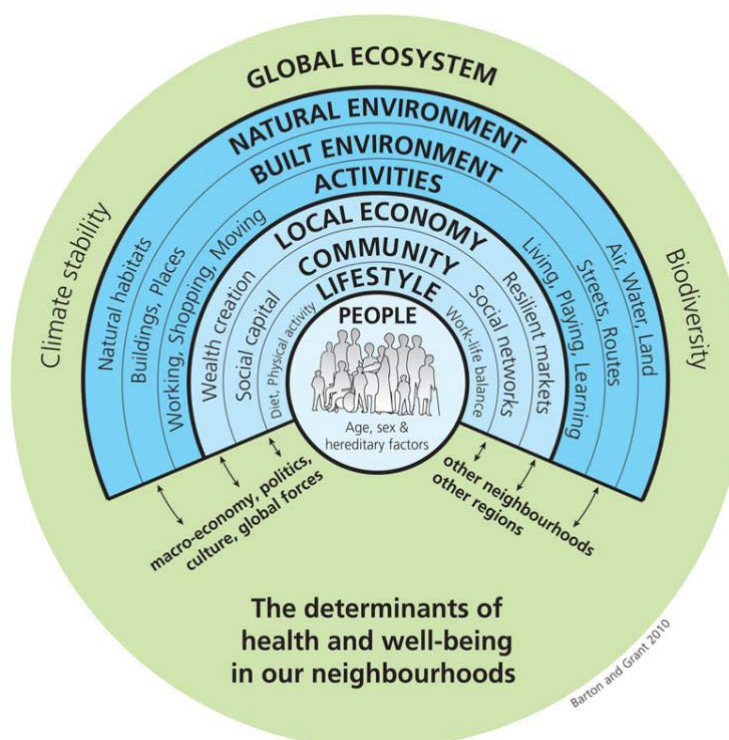 GLOBAL ECOSYSTEM
NATURAL ENVIRONMENT
BUILT ENVIRONMENT
ACTIVITIES
LOCAL ECONOMY
COMMUNITY
LIFESTYLE
PEOPLE
Age, sex &
hereditary factors
Climate stability
Natural habitats
Buildings, Places
Working, Shopping, Moving
Wealth creation
Social capital
Diet, Physical activity
Work-life balance
Social networks
Resilient markets
Living, Playing, Learning
Streets, Routes
Air, Water, Land
Biodiversity
macro-economy, politics,
culture, global forces
other neighbourhoods
other regions
The determinants of
health and well-being
in our neighbourhoods
Barton and Grant 2010